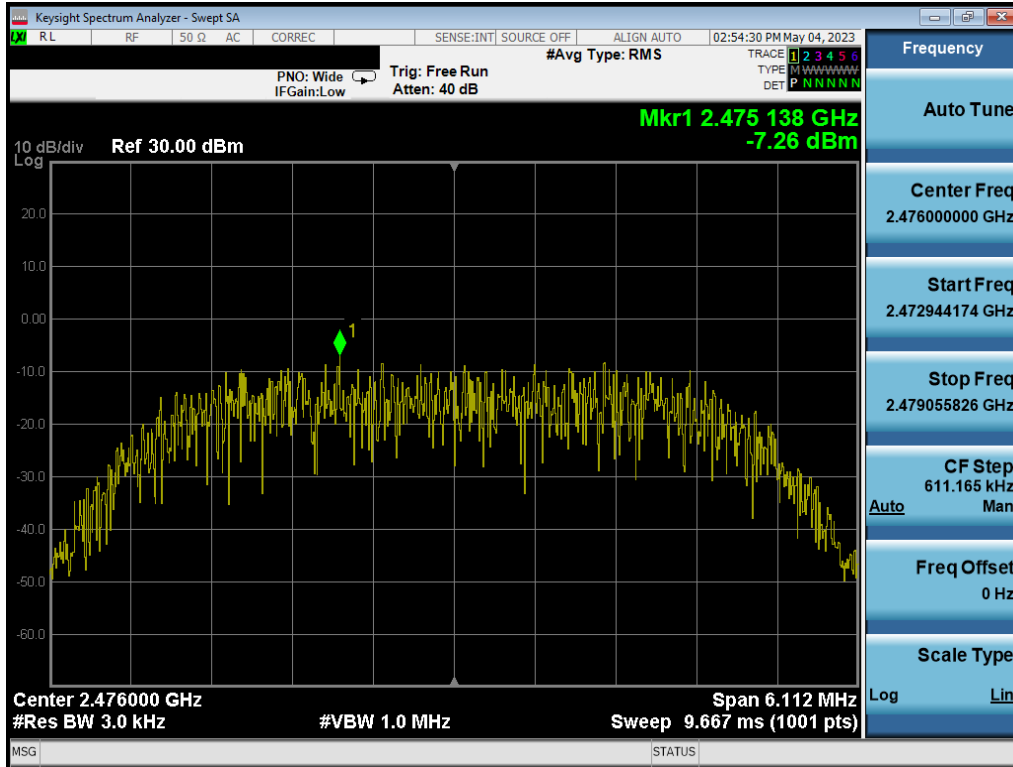 Keysight Spectrum Analyzer - Swept SA
LXI RL RF 50 Ω AC CORREC SENSE:INT SOURCE OFF ALIGN AUTO 02:54:30 PM May 04, 2023
#Avg Type: RMS
TRACE 1 2 3 4 5 6
PNO: Wide Trig: Free Run
TYPE M WWWWW
IFGain:Low Atten: 40 dB
DET P N N N N N
Mkr1 2.475 138 GHz
-7.26 dBm
10 dB/div Ref 30.00 dBm
Log
20.0
10.0
0.00
1
-10.0
-20.0
-30.0
-40.0
-50.0
-60.0
Center 2.476000 GHz Span 6.112 MHz
#Res BW 3.0 kHz #VBW 1.0 MHz Sweep 9.667 ms (1001 pts)
MSG STATUS
Frequency
Auto Tune
Center Freq
2.476000000 GHz
Start Freq
2.472944174 GHz
Stop Freq
2.479055826 GHz
CF Step
611.165 kHz
Auto Man
Freq Offset
0 Hz
Scale Type
Log Lin